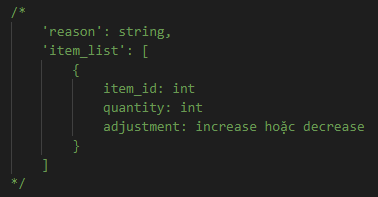 /*
    'reason': string,
    'item_list': [
        {
            item_id: int
            quantity: int
            adjustment: increase hoặc decrease
        }
    ]
*/